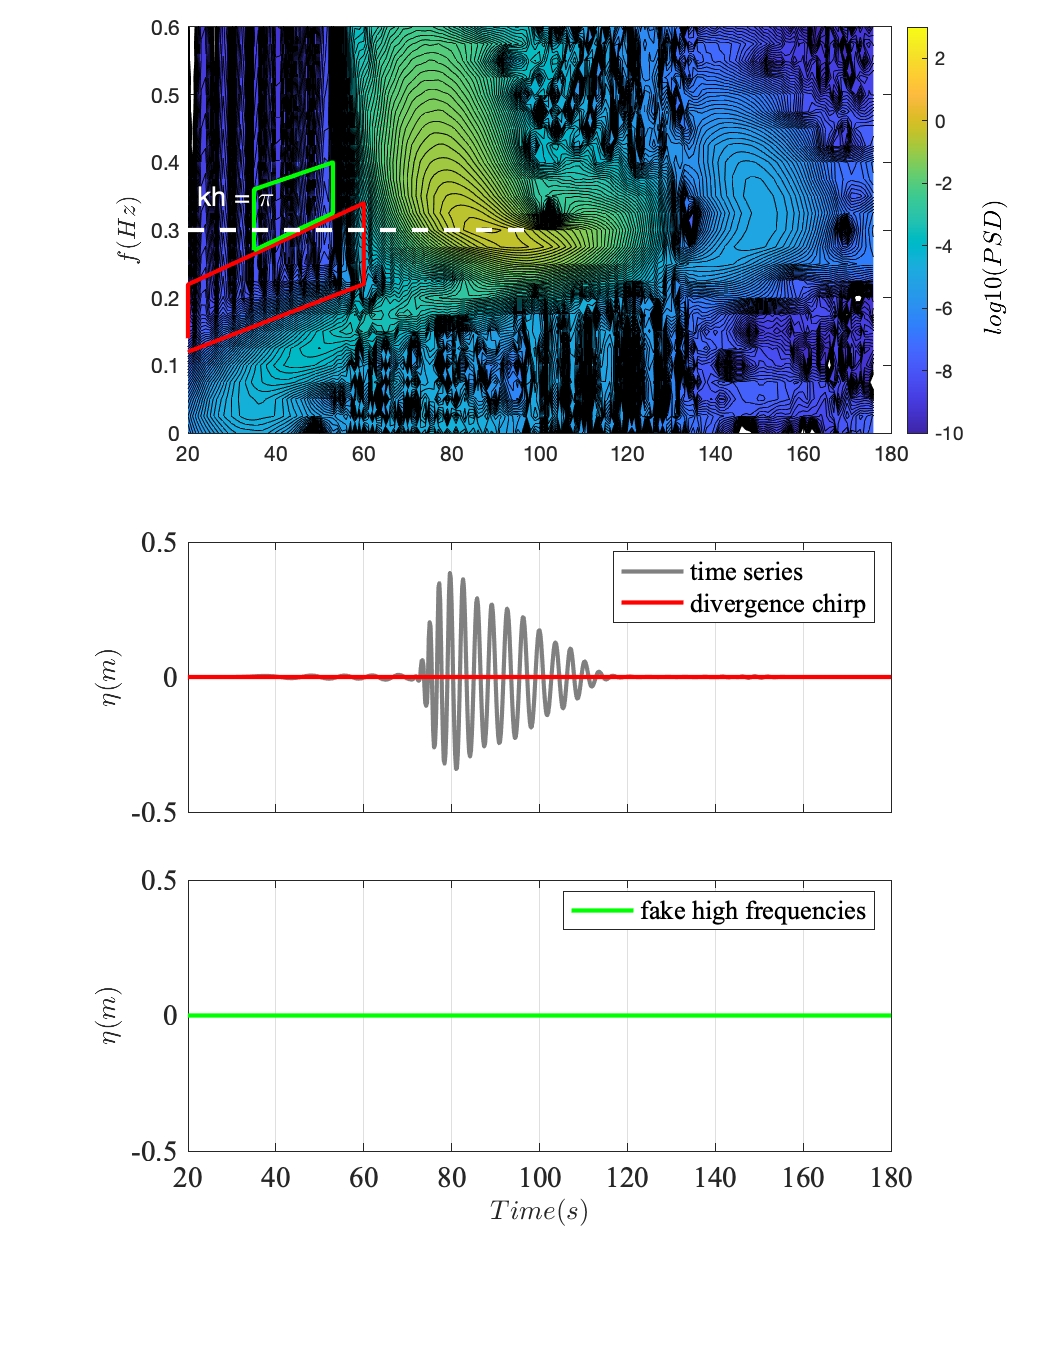 0.6
0.5
0.4
0.3
0.2
0.1
0
f(Hz)
kh = π
20 40 60 80 100 120 140 160 180
2
0
-2
-4
-6
-8
-10
log10(PSD)
0.5
0
-0.5
η(m)
time series
divergence chirp
0.5
0
-0.5
η(m)
fake high frequencies
20 40 60 80 100 120 140 160 180
Time(s)